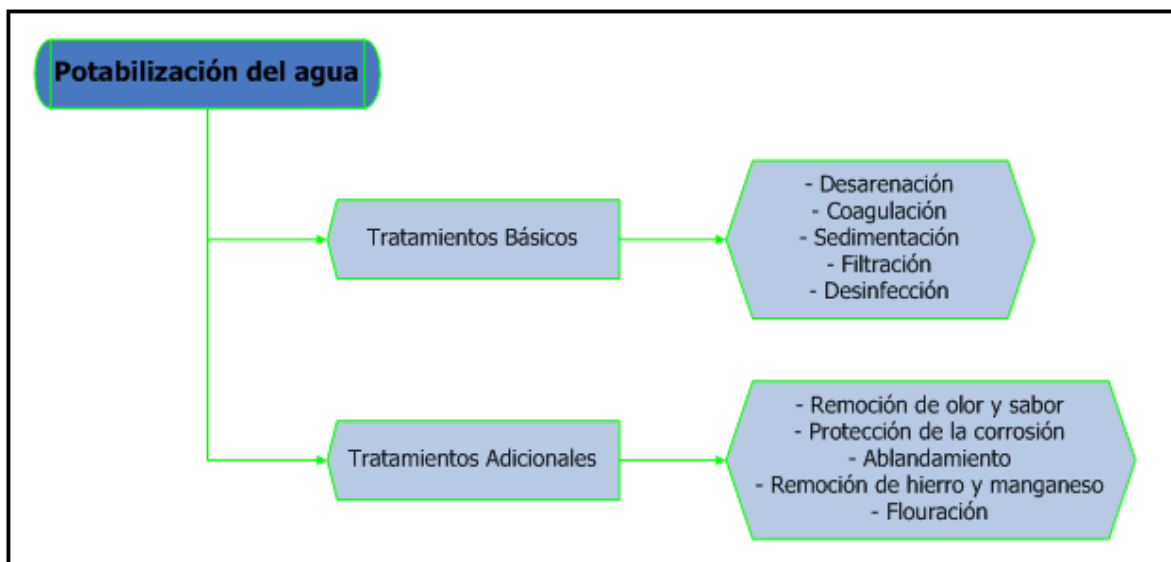 Potabilización del agua
Tratamientos Básicos
- Desarenación
- Coagulación
- Sedimentación
- Filtración
- Desinfección
Tratamientos Adicionales
- Remoción de olor y sabor
- Protección de la corrosión
- Ablandamiento
- Remoción de hierro y manganeso
- Flouración